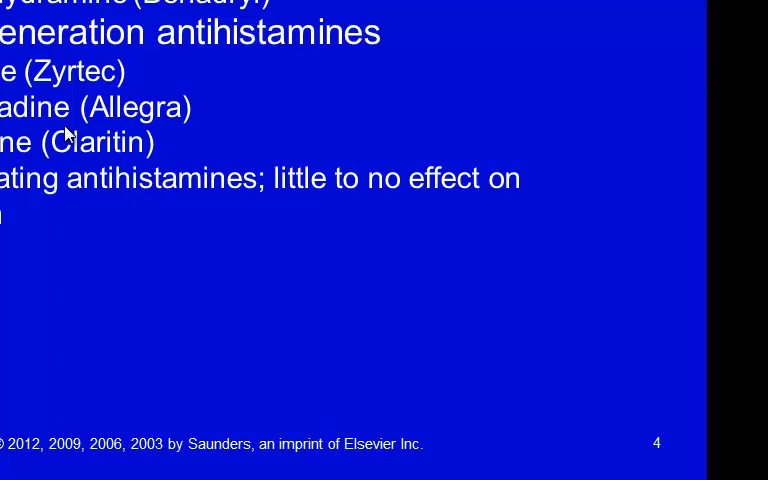 eneration antihistamines
e (Zyrtec)
adine (Allegra)
ne (Claritin)
ating antihistamines; little to no effect on
© 2012, 2009, 2006, 2003 by Saunders, an imprint of Elsevier Inc.
4